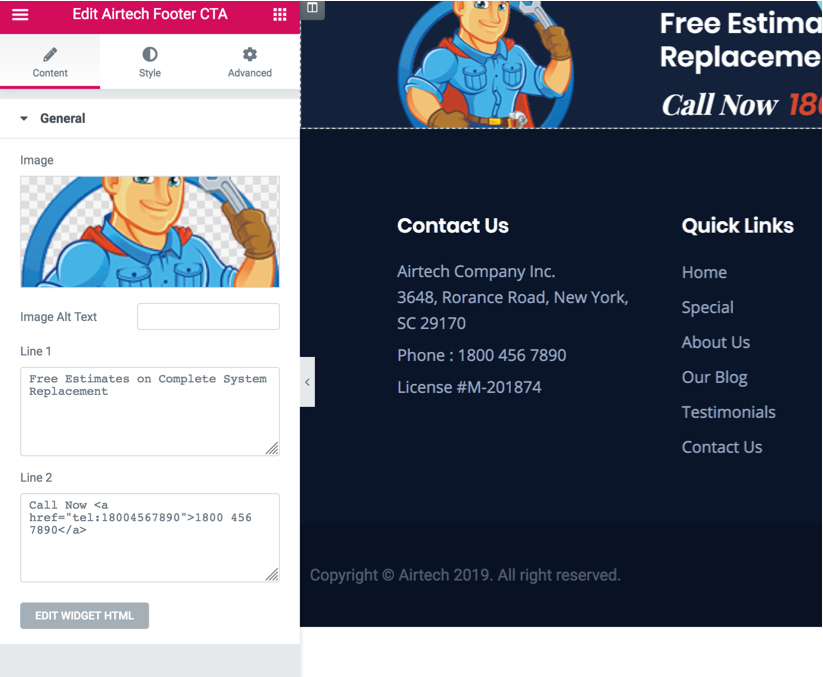 Edit Airtech Footer CTA
Content
Style
Advanced
General
Image
Image Alt Text
Line 1
Free Estimates on Complete System
Replacement
Line 2
Call Now <a
href="tel:18004567890">1800 456
7890</a>
EDIT WIDGET HTML
Free Estima
Replaceme
Call Now 180
Contact Us
Airtech Company Inc.
3648, Rorance Road, New York,
SC 29170
Phone : 1800 456 7890
License #M-201874
Quick Links
Home
Special
About Us
Our Blog
Testimonials
Contact Us
Copyright © Airtech 2019. All right reserved.